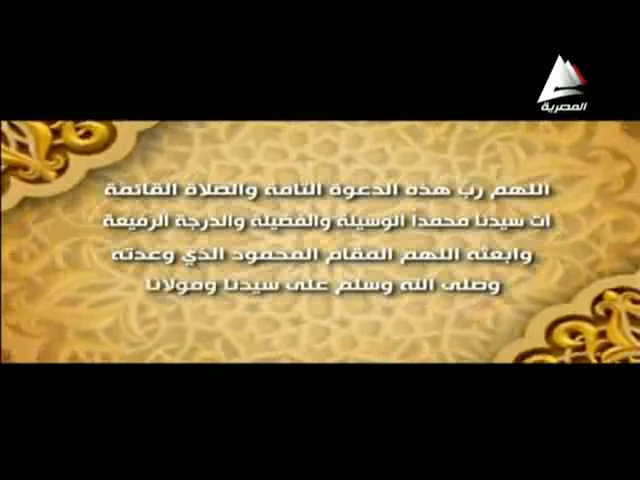 المصرية
اللهم رب هذه الدعوة التامة والصلاة القائمة
ات سيدنا محمدا الوسيلة والفضيلة والدرجة الرفيعة
وابعثه اللهم المقام المحمود الذي وعدته
وصلى الله وسلم على سيدنا ومولانا